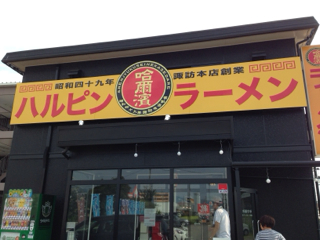 昭和四十九年
諏訪本店創業
ハルピン
哈爾濱
ラーメン